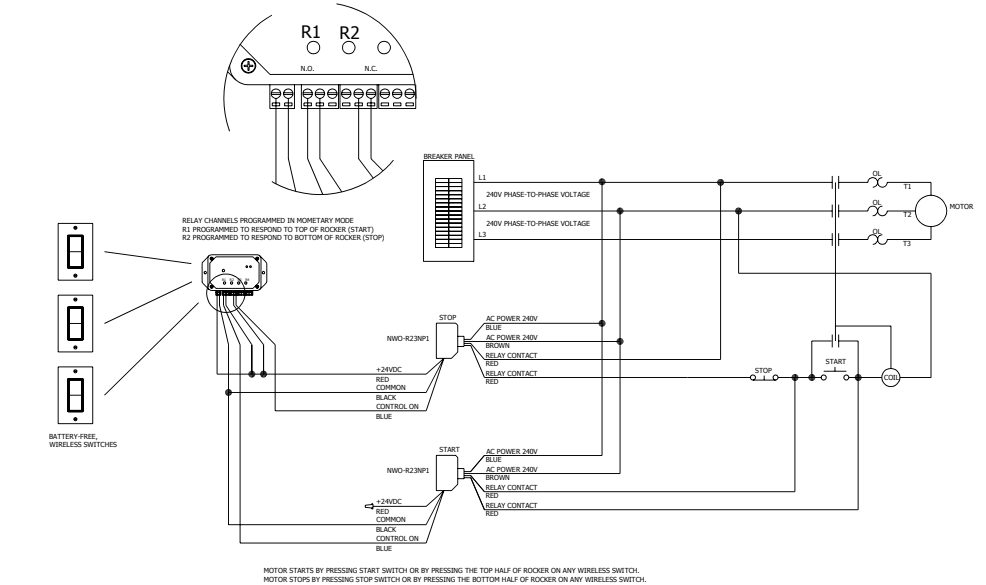 R1 R2
N.O. N.C.
BREAKER PANEL
L1
240V PHASE-TO-PHASE VOLTAGE
L2
240V PHASE-TO-PHASE VOLTAGE
L3
OL
T1
OL
T2
MOTOR
OL
T3
RELAY CHANNELS PROGRAMMED IN MOMETARY MODE
R1 PROGRAMMED TO RESPOND TO TOP OF ROCKER (START)
R2 PROGRAMMED TO RESPOND TO BOTTOM OF ROCKER (STOP)
BATTERY-FREE,
WIRELESS SWITCHES
STOP
NWO-R23NP1
AC POWER 240V
BLUE
AC POWER 240V
BROWN
RELAY CONTACT
RED
RELAY CONTACT
RED
+24VDC
RED
COMMON
BLACK
CONTROL ON
BLUE
STOP
START
COIL
START
NWO-R23NP1
AC POWER 240V
BLUE
AC POWER 240V
BROWN
RELAY CONTACT
RED
RELAY CONTACT
RED
+24VDC
RED
COMMON
BLACK
CONTROL ON
BLUE
MOTOR STARTS BY PRESSING START SWITCH OR BY PRESSING THE TOP HALF OF ROCKER ON ANY WIRELESS SWITCH.
MOTOR STOPS BY PRESSING STOP SWITCH OR BY PRESSING THE BOTTOM HALF OF ROCKER ON ANY WIRELESS SWITCH.